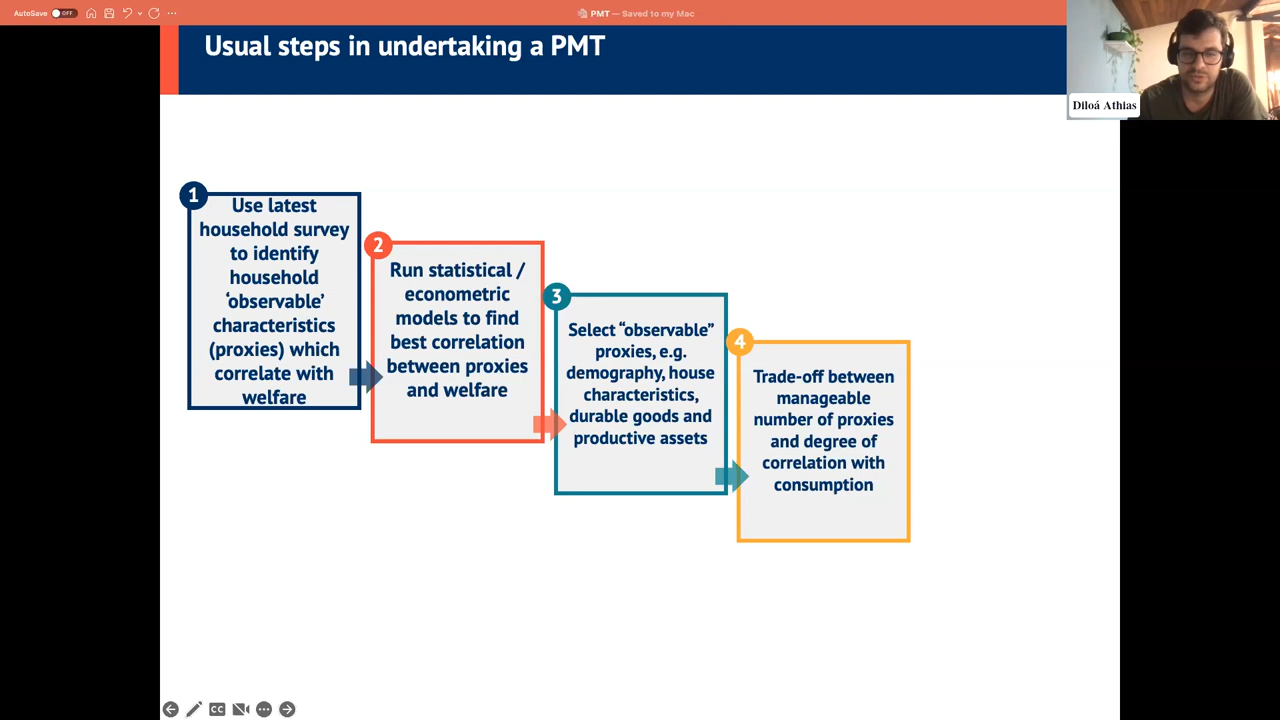 AutoSave OFF
PMT — Saved to my Mac
Usual steps in undertaking a PMT
Diloá Athias
1
Use latest
household survey
to identify
household
‘observable’
characteristics
(proxies) which
correlate with
welfare
2
Run statistical /
econometric
models to find
best correlation
between proxies
and welfare
3
Select “observable”
proxies, e.g.
demography, house
characteristics,
durable goods and
productive assets
4
Trade-off between
manageable
number of proxies
and degree of
correlation with
consumption
CC